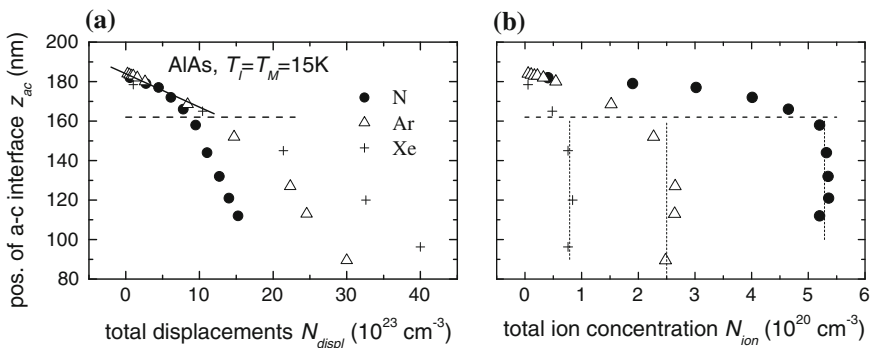 (a)
(b)
pos. of a-c interface z_ac (nm)
200
180
160
140
120
100
80
AlAs, T_I=T_M=15K
N
Ar
Xe
0 10 20 30 40
total displacements N_displ (10^23 cm^-3)
0 1 2 3 4 5 6
total ion concentration N_ion (10^20 cm^-3)